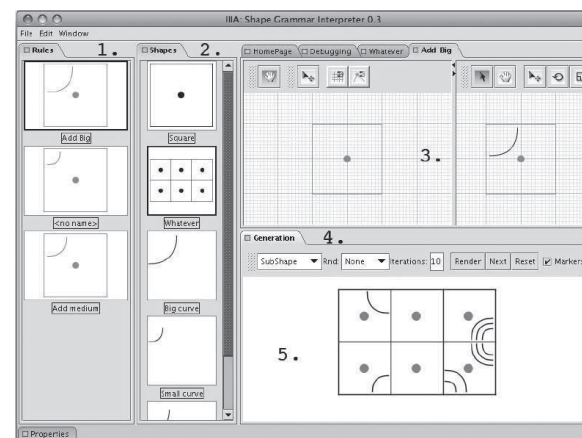 IIIA: Shape Grammar Interpreter 0.3
File Edit Window
Rules 1. Shapes 2. HomePage Debugging Whatever Add Big
Add Big
<no name>
Add medium
Square
Whatever
Big curve
Small curve
3.
Generation 4.
SubShape Rnd: None Iterations: 10 Render Next Reset Markers
5.
Properties